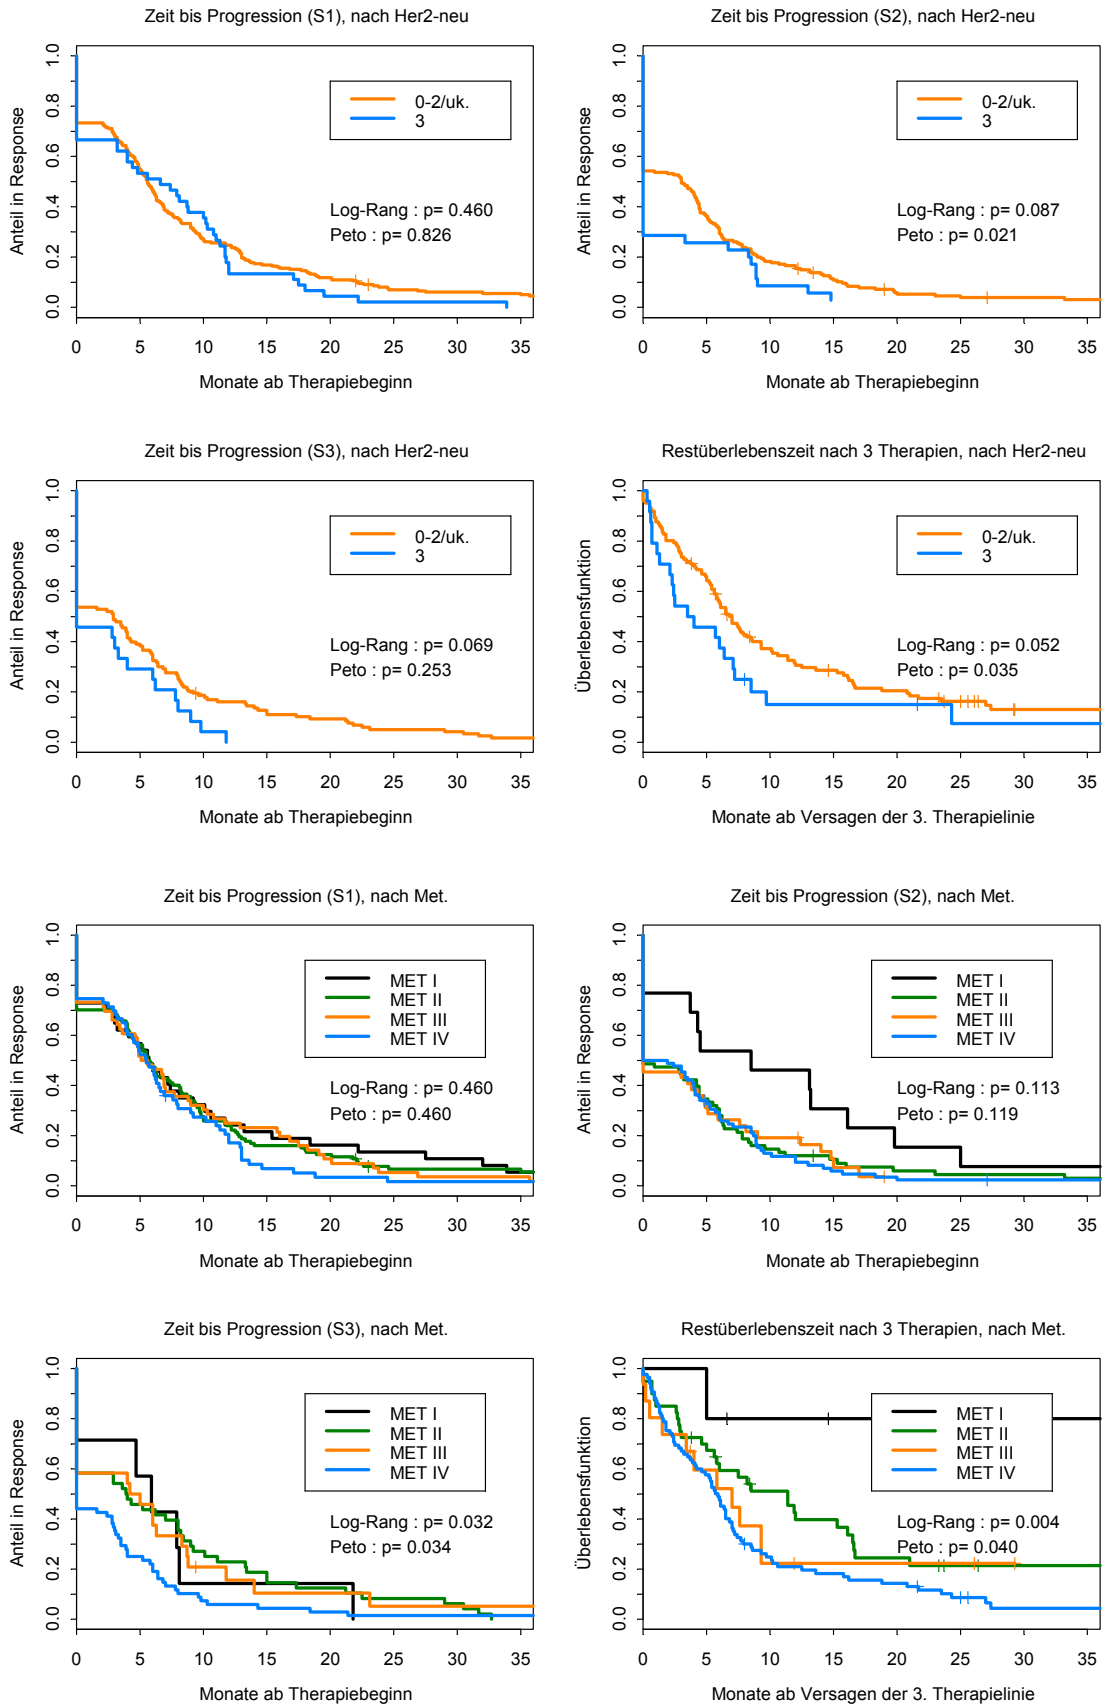 Zeit bis Progression (S1), nach Her2-neu
Anteil in Response
0.0 0.2 0.4 0.6 0.8 1.0
0-2/uk.
3
Log-Rang : p= 0.460
Peto : p= 0.826
0 5 10 15 20 25 30 35
Monate ab Therapiebeginn
Zeit bis Progression (S2), nach Her2-neu
Anteil in Response
0.0 0.2 0.4 0.6 0.8 1.0
0-2/uk.
3
Log-Rang : p= 0.087
Peto : p= 0.021
0 5 10 15 20 25 30 35
Monate ab Therapiebeginn
Zeit bis Progression (S3), nach Her2-neu
Anteil in Response
0.0 0.2 0.4 0.6 0.8 1.0
0-2/uk.
3
Log-Rang : p= 0.069
Peto : p= 0.253
0 5 10 15 20 25 30 35
Monate ab Therapiebeginn
Restüberlebenszeit nach 3 Therapien, nach Her2-neu
Überlebensfunktion
0.0 0.2 0.4 0.6 0.8 1.0
0-2/uk.
3
Log-Rang : p= 0.052
Peto : p= 0.035
0 5 10 15 20 25 30 35
Monate ab Versagen der 3. Therapielinie
Zeit bis Progression (S1), nach Met.
Anteil in Response
0.0 0.2 0.4 0.6 0.8 1.0
MET I
MET II
MET III
MET IV
Log-Rang : p= 0.460
Peto : p= 0.460
0 5 10 15 20 25 30 35
Monate ab Therapiebeginn
Zeit bis Progression (S2), nach Met.
Anteil in Response
0.0 0.2 0.4 0.6 0.8 1.0
MET I
MET II
MET III
MET IV
Log-Rang : p= 0.113
Peto : p= 0.119
0 5 10 15 20 25 30 35
Monate ab Therapiebeginn
Zeit bis Progression (S3), nach Met.
Anteil in Response
0.0 0.2 0.4 0.6 0.8 1.0
MET I
MET II
MET III
MET IV
Log-Rang : p= 0.032
Peto : p= 0.034
0 5 10 15 20 25 30 35
Monate ab Therapiebeginn
Restüberlebenszeit nach 3 Therapien, nach Met.
Überlebensfunktion
0.0 0.2 0.4 0.6 0.8 1.0
MET I
MET II
MET III
MET IV
Log-Rang : p= 0.004
Peto : p= 0.040
0 5 10 15 20 25 30 35
Monate ab Versagen der 3. Therapielinie